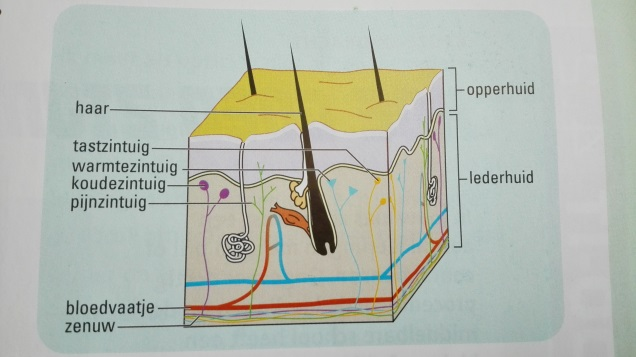 haar
tastzintuig
warmtezintuig
koudezintuig
pijnzintuig
bloedvaatje
zenuw
opperhuid
lederhuid